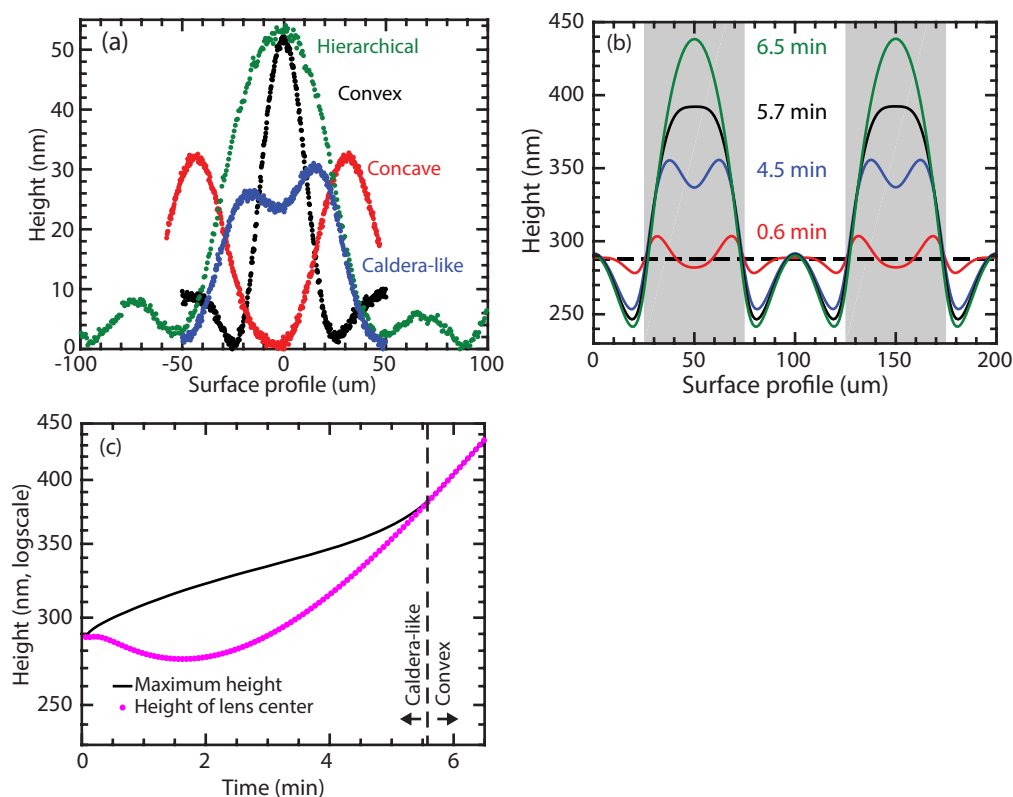 (a)
Hierarchical
Convex
Concave
Caldera-like
Height (nm)
50
40
30
20
10
0
-100
-50
0
50
100
Surface profile (um)
(b)
6.5 min
5.7 min
4.5 min
0.6 min
Height (nm)
450
400
350
300
250
0
50
100
150
200
Surface profile (um)
(c)
Height (nm, logscale)
450
400
350
300
250
Maximum height
Height of lens center
Caldera-like
Convex
0
2
4
6
Time (min)